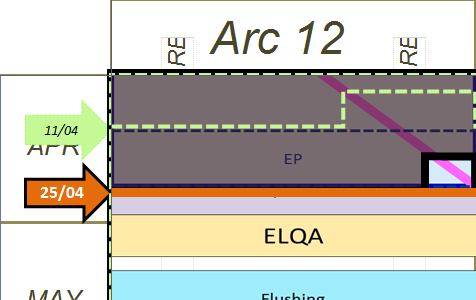 Arc 12
RE
RE
11/04
APR
EP
25/04
ELQA
MAY
Flushing